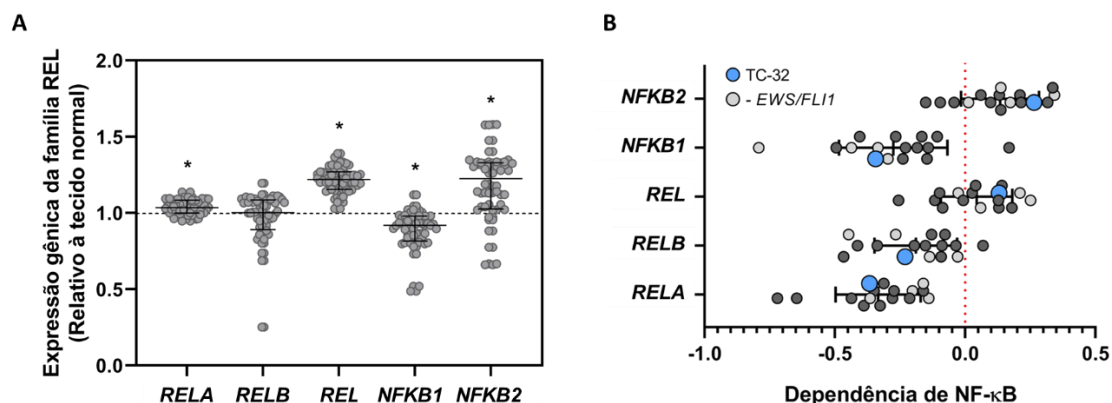 A
Expressão gênica da família REL
(Relativo à tecido normal)
2.0
1.5
1.0
0.5
0.0
*
*
*
*
RELA
RELB
REL
NFKB1
NFKB2
B
TC-32
- EWS/FLI1
NFKB2
NFKB1
REL
RELB
RELA
-1.0
-0.5
0.0
0.5
Dependência de NF-κB